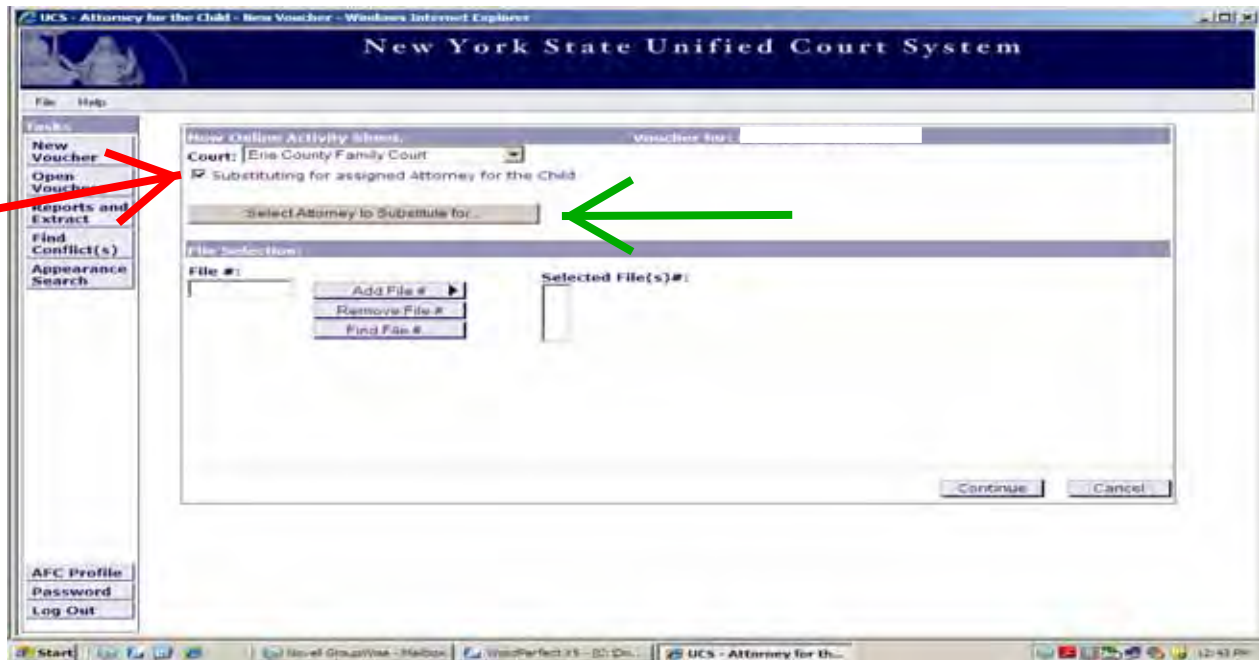 UCS - Attorney for the Child - New Voucher - Windows Internet Explorer
New York State Unified Court System
File Help
Tasks
New Voucher
Open Voucher
Reports and Extract
Find Conflict(s)
Appearance Search
New Online Activity Sheet. Voucher for:
Court: Erie County Family Court
Substituting for assigned Attorney for the Child
Select Attorney to Substitute for...
File Selection:
File #:
Selected File(s)#:
Add File #
Remove File #
Find File #...
Continue Cancel
AFC Profile
Password
Log Out
Start Novell GroupWise - Mailbox WordPerfect X5 - UCS - Attorney for th... 12:43 PM